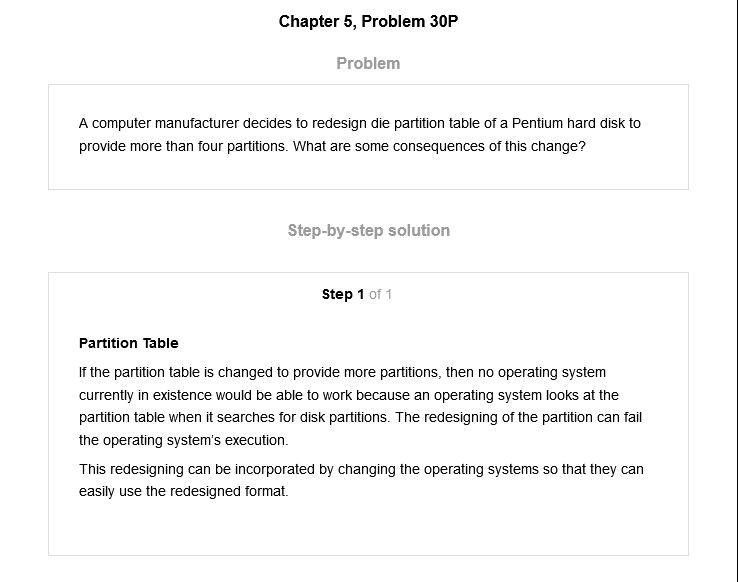 Chapter 5, Problem 30P
Problem
A computer manufacturer decides to redesign die partition table of a Pentium hard disk to
provide more than four partitions. What are some consequences of this change?
Step-by-step solution
Step 1 of 1
Partition Table
If the partition table is changed to provide more partitions, then no operating system
currently in existence would be able to work because an operating system looks at the
partition table when it searches for disk partitions. The redesigning of the partition can fail
the operating system's execution.
This redesigning can be incorporated by changing the operating systems so that they can
easily use the redesigned format.